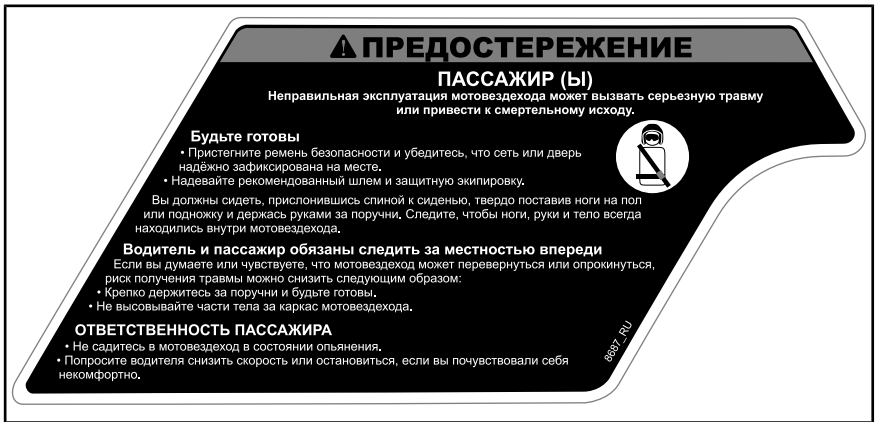 ПРЕДОСТЕРЕЖЕНИЕ
ПАССАЖИР (Ы)
Неправильная эксплуатация мотовездехода может вызвать серьезную травму
или привести к смертельному исходу.
Будьте готовы
• Пристегните ремень безопасности и убедитесь, что сеть или дверь
надёжно зафиксирована на месте.
• Надевайте рекомендованный шлем и защитную экипировку.
Вы должны сидеть, прислонившись спиной к сиденью, твердо поставив ноги на пол
или подножку и держась руками за поручни. Следите, чтобы ноги, руки и тело всегда
находились внутри мотовездехода.
Водитель и пассажир обязаны следить за местностью впереди
Если вы думаете или чувствуете, что мотовездеход может перевернуться или опрокинуться,
риск получения травмы можно снизить следующим образом:
• Крепко держитесь за поручни и будьте готовы.
• Не высовывайте части тела за каркас мотовездехода.
ОТВЕТСТВЕННОСТЬ ПАССАЖИРА
• Не садитесь в мотовездеход в состоянии опьянения.
• Попросите водителя снизить скорость или остановиться, если вы почувствовали себя
некомфортно.
8687_RU